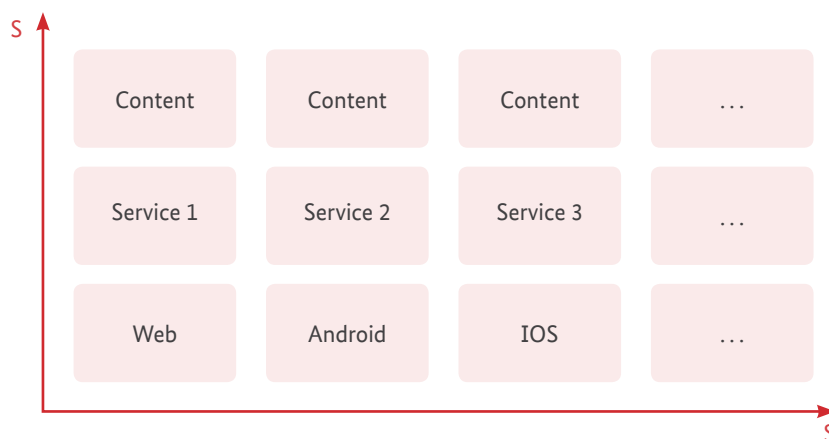 S
Content Content Content ...
Service 1 Service 2 Service 3 ...
Web Android IOS ...
S